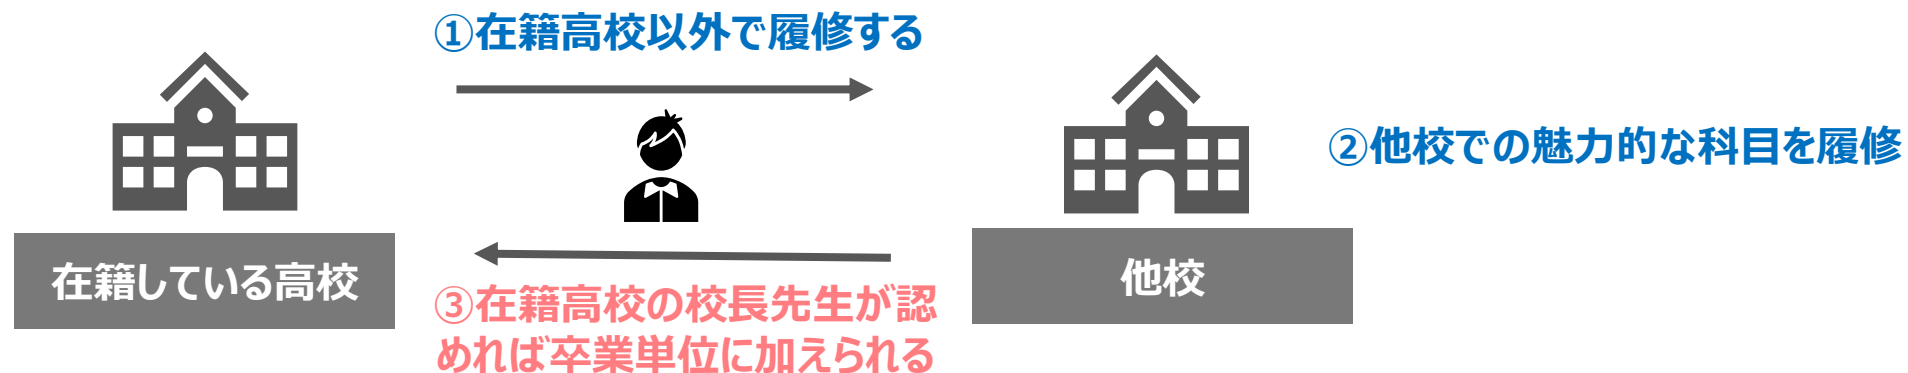 ①在籍高校以外で履修する
②他校での魅力的な科目を履修
在籍している高校
他校
③在籍高校の校長先生が認
めれば卒業単位に加えられる